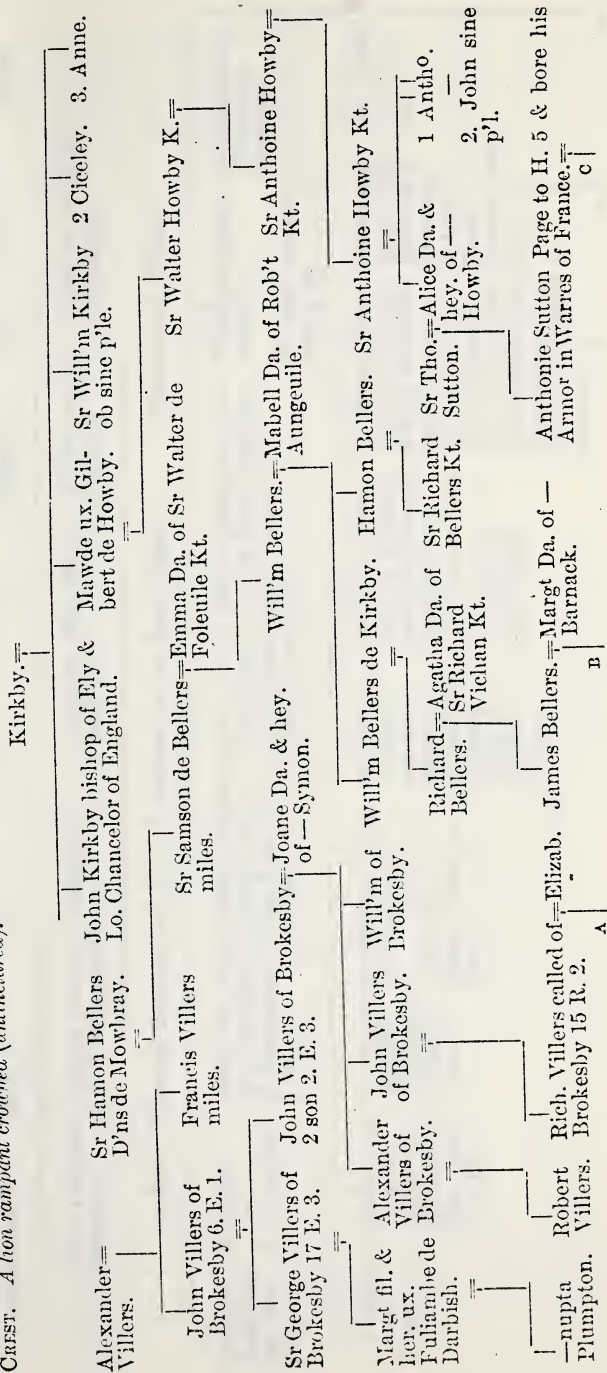 CREST. A lion rampant crowned (untinctured).
Kirkby.=
Alexander=
Villers.
Sr Hamon Bellers
D'ns de Mowbray.
John Kirkby bishop of Ely &
Lo. Chancelor of England.
Mawde ux. Gil-
bert de Howby.
Sr Will'm Kirkby
ob sine p'le.
2 Ciceley.
3. Anne.
John Villers of
Brokesby 6. E. 1.
Francis Villers
miles.
Sr Samson de Bellers=Emma Da. of Sr Walter de
miles. Foleuile Kt.
Sr Walter Howby K.=
Sr George Villers of
Brokesby 17 E. 3.
John Villers of Brokesby=Joane Da. & hey.
2 son 2. E. 3. of — Symon.
Will'm Bellers.=Mabell Da. of Rob't
Aungeuile.
Sr Anthoine Howby=
Kt.
Margt fil. &
her. ux.
Fuliambe de
Darbish.
Alexander
Villers of
Brokesby.
John Villers
of Brokesby.
Will'm of
Brokesby.
Will'm Bellers de Kirkby.
Hamon Bellers.
Sr Anthoine Howby Kt.
Richard=Agatha Da. of
Bellers. Sr Richard
Vichan Kt.
Sr Richard
Bellers Kt.
Sr Tho.=Alice Da. &
Sutton. hey. of —
Howby.
1 Antho.
—
2. John sine
p'l.
—nupta
Plumpton.
Robert
Villers.
Rich. Villers called of=Elizab.
Brokesby 15 R. 2.
A
James Bellers.=Margt Da. of —
Barnack.
B
Anthonie Sutton Page to H. 5 & bore his
Armor in Warres of France.=
C